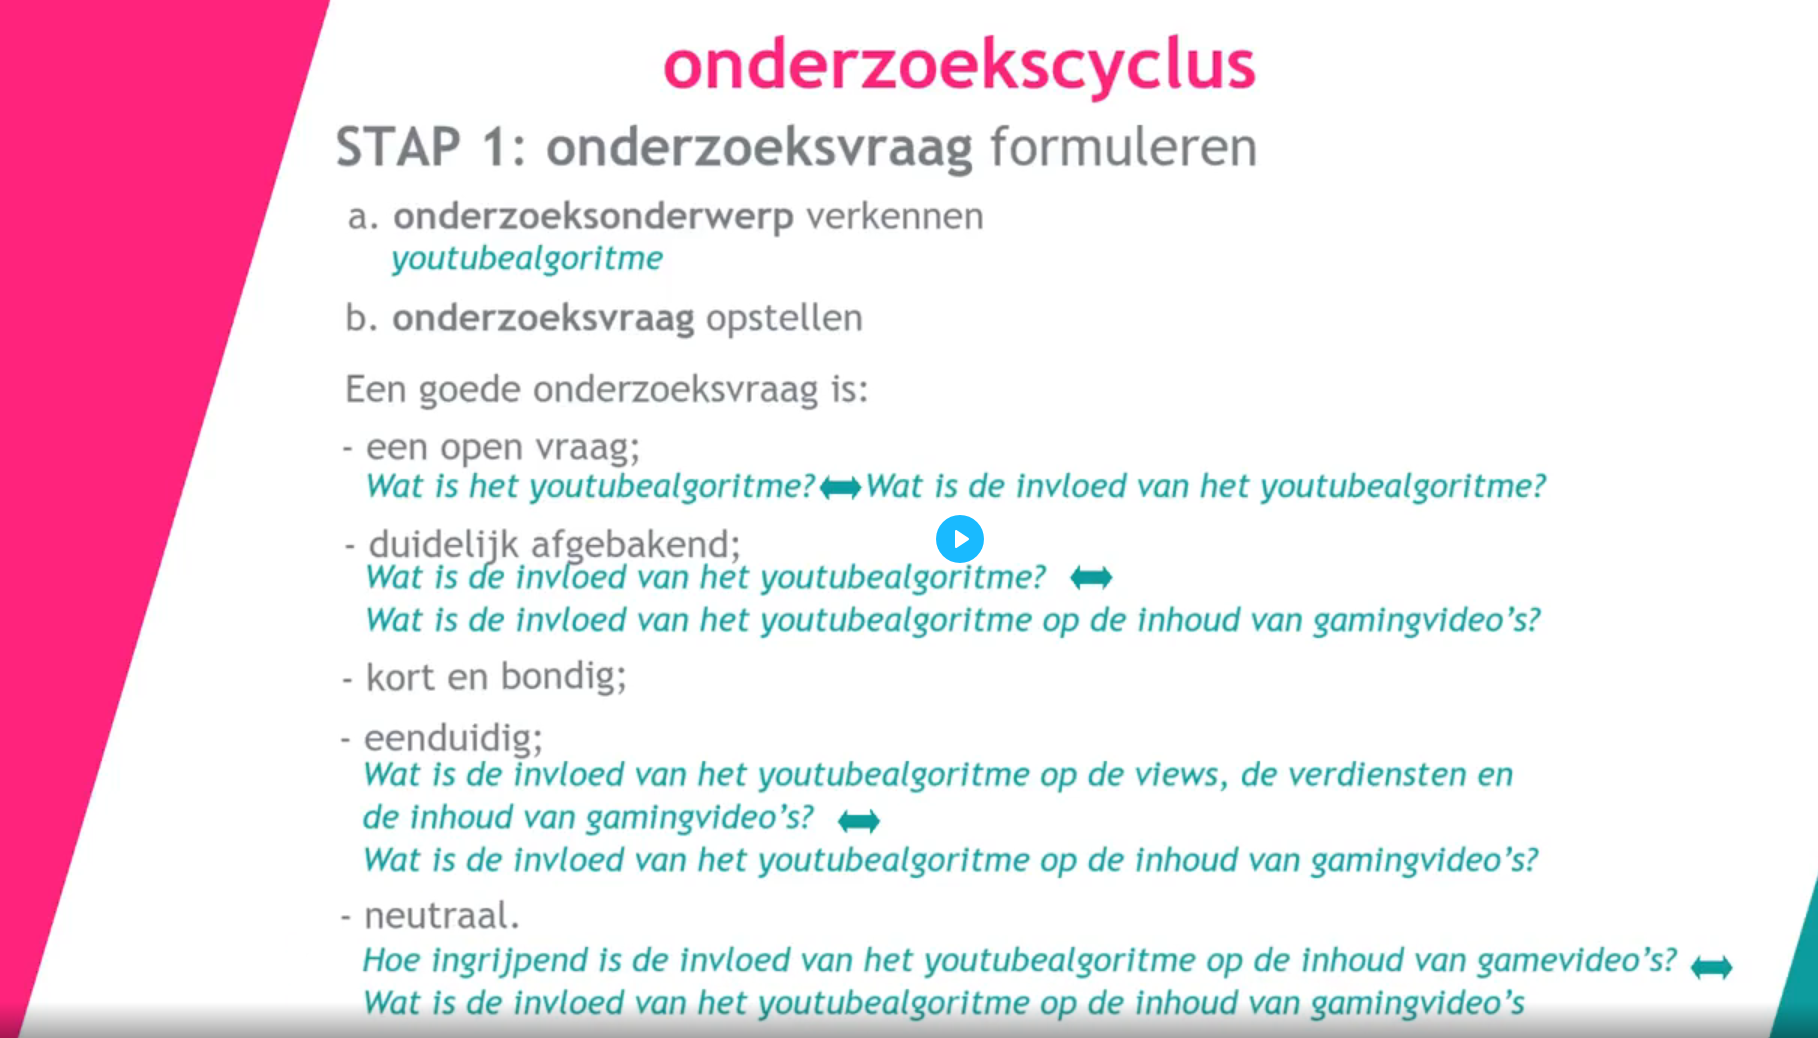 onderzoekscyclus
STAP 1: onderzoeksvraag formuleren
a. onderzoeksonderwerp verkennen
youtubealgoritme
b. onderzoeksvraag opstellen
Een goede onderzoeksvraag is:
- een open vraag;
Wat is het youtubealgoritme? Wat is de invloed van het youtubealgoritme?
- duidelijk afgebakend;
Wat is de invloed van het youtubealgoritme?
Wat is de invloed van het youtubealgoritme op de inhoud van gamingvideo's?
- kort en bondig;
- eenduidig;
Wat is de invloed van het youtubealgoritme op de views, de verdiensten en
de inhoud van gamingvideo's?
Wat is de invloed van het youtubealgoritme op de inhoud van gamingvideo's?
- neutraal.
Hoe ingrijpend is de invloed van het youtubealgoritme op de inhoud van gamevideo's?
Wat is de invloed van het youtubealgoritme op de inhoud van gamingvideo's